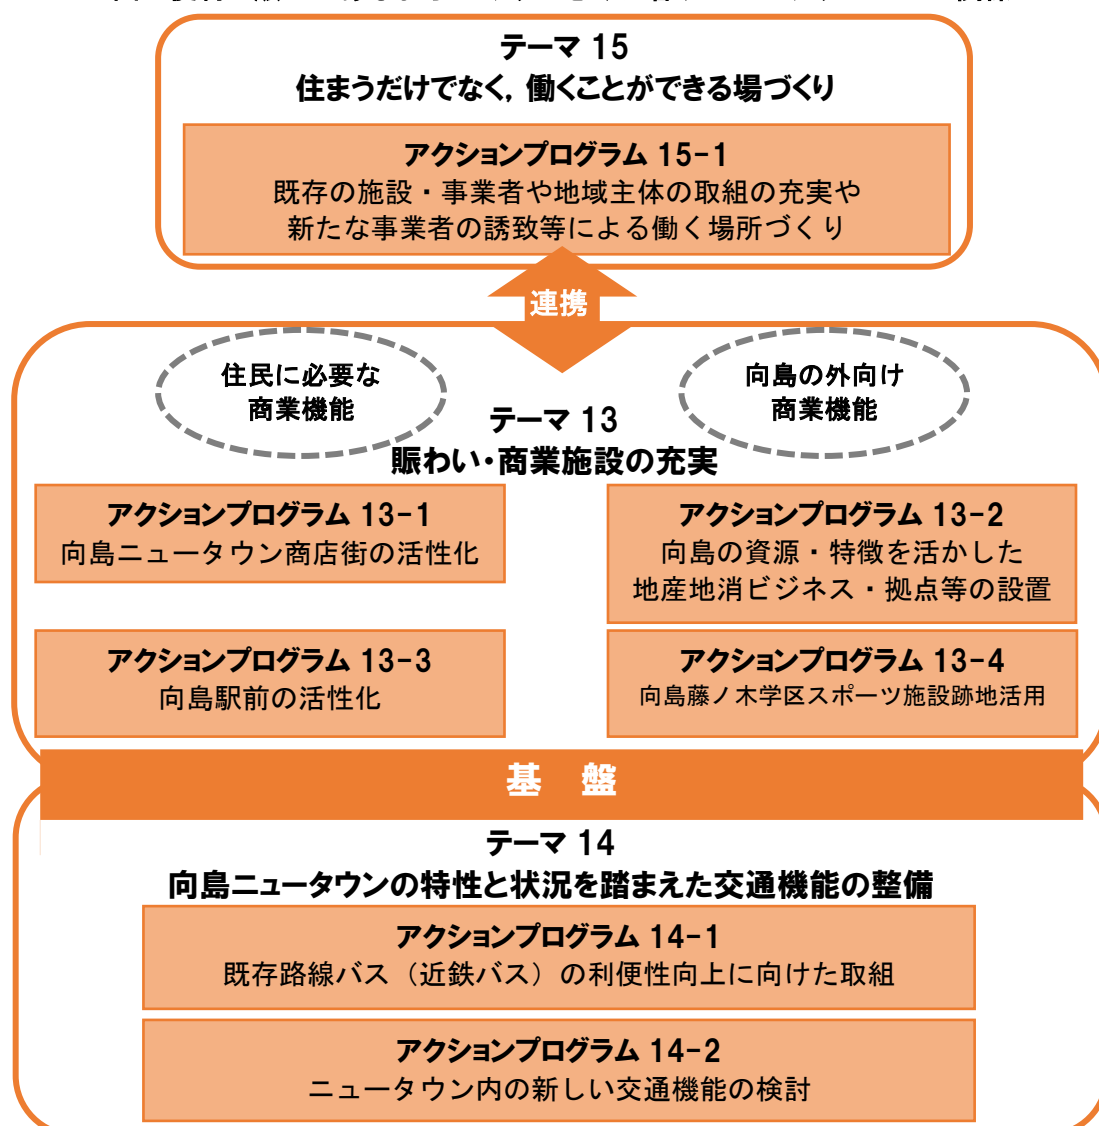 テーマ 15
住まうだけでなく，働くことができる場づくり
アクションプログラム 15-1
既存の施設・事業者や地域主体の取組の充実や
新たな事業者の誘致等による働く場所づくり
連携
住民に必要な
商業機能
向島の外向け
商業機能
テーマ 13
賑わい・商業施設の充実
アクションプログラム 13-1
向島ニュータウン商店街の活性化
アクションプログラム 13-2
向島の資源・特徴を活かした
地産地消ビジネス・拠点等の設置
アクションプログラム 13-3
向島駅前の活性化
アクションプログラム 13-4
向島藤ノ木学区スポーツ施設跡地活用
基　盤
テーマ 14
向島ニュータウンの特性と状況を踏まえた交通機能の整備
アクションプログラム 14-1
既存路線バス（近鉄バス）の利便性向上に向けた取組
アクションプログラム 14-2
ニュータウン内の新しい交通機能の検討